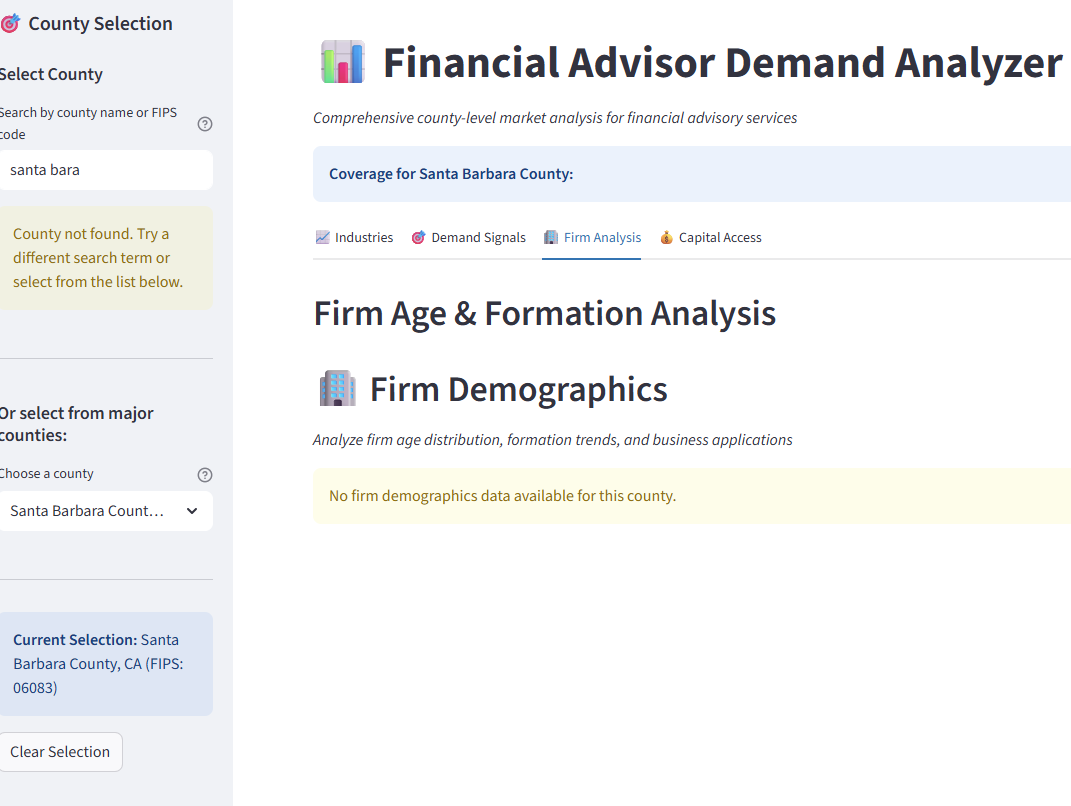 County Selection
Select County
Search by county name or FIPS
code
santa bara
County not found. Try a
different search term or
select from the list below.
Or select from major
counties:
Choose a county
Santa Barbara Count…
Current Selection: Santa
Barbara County, CA (FIPS:
06083)
Clear Selection
Financial Advisor Demand Analyzer
Comprehensive county-level market analysis for financial advisory services
Coverage for Santa Barbara County:
Industries Demand Signals Firm Analysis Capital Access
Firm Age & Formation Analysis
Firm Demographics
Analyze firm age distribution, formation trends, and business applications
No firm demographics data available for this county.